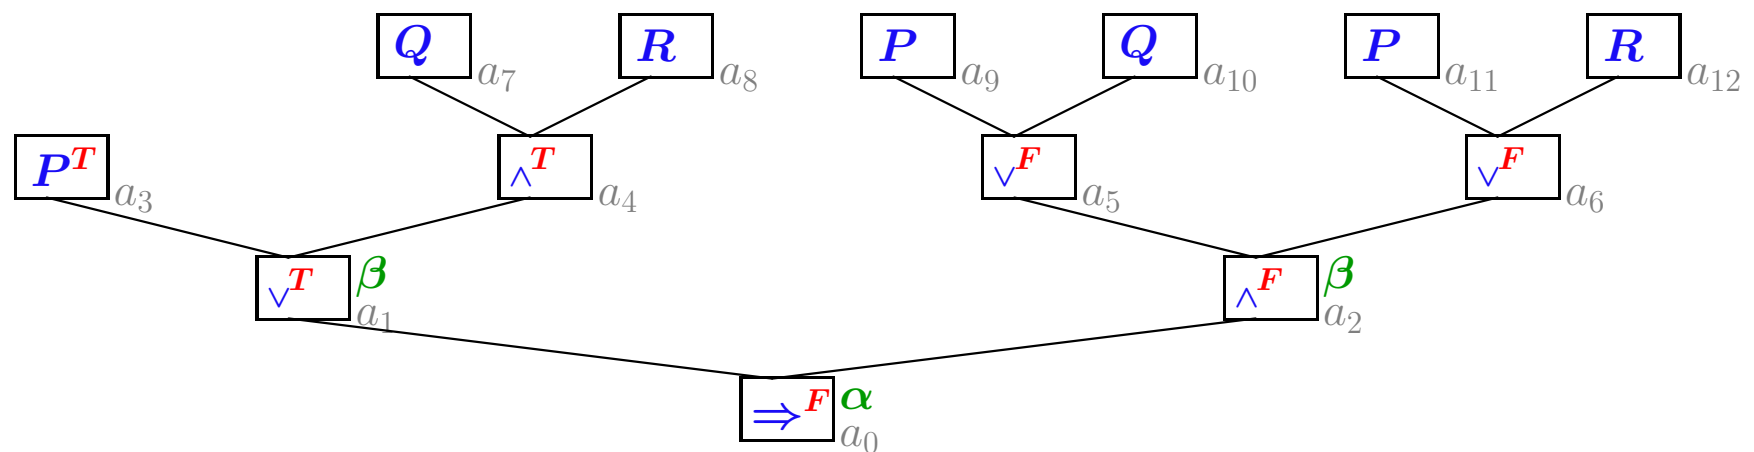 Q a7 R a8 P a9 Q a10 P a11 R a12
P^T a3 ∧^T a4 ∨^F a5 ∨^F a6
∨^T β a1 ∧^F β a2
⇒^F α a0